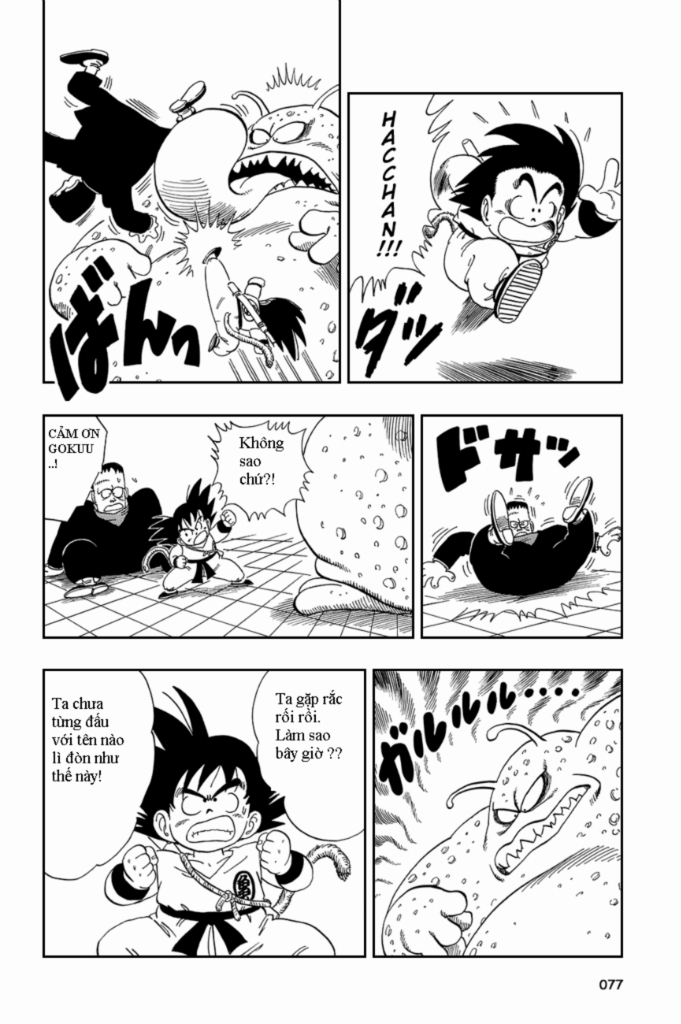 HACCHAN!!!
ダッ
ばんっ
ドサッ
Không
sao
chứ?!
CẢM ƠN
GOKUU
..!
ガルルルル....
Ta gặp rắc
rối rồi.
Làm sao
bây giờ ??
Ta chưa
từng đấu
với tên nào
lì đòn như
thế này!
亀
077